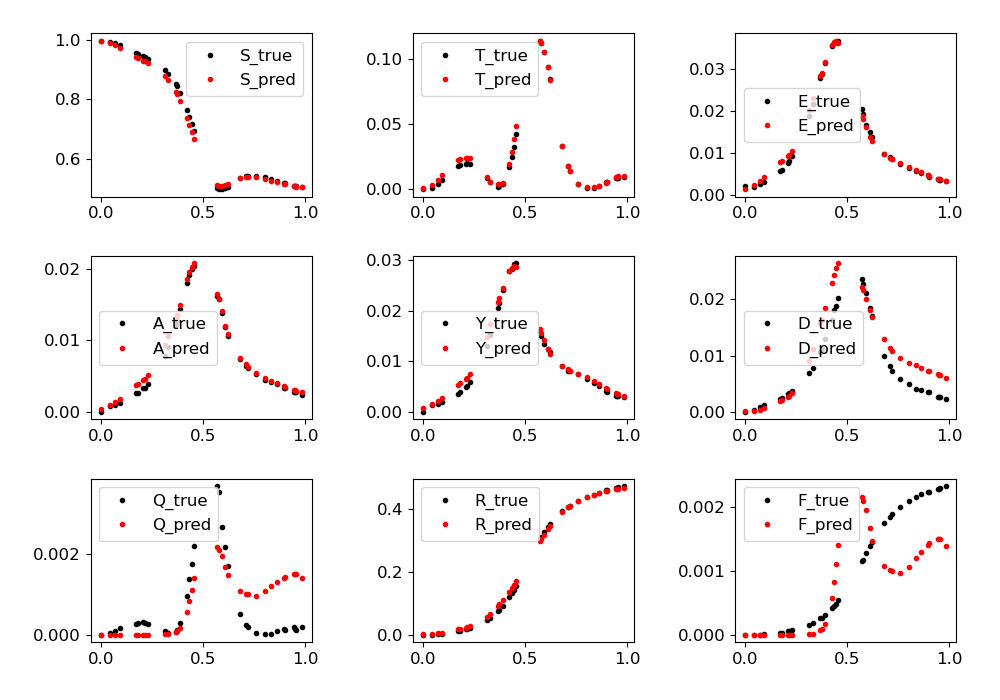 1.0
0.8
0.6
S_true
S_pred
0.0 0.5 1.0
0.10
0.05
0.00
T_true
T_pred
0.0 0.5 1.0
0.03
0.02
0.01
0.00
E_true
E_pred
0.0 0.5 1.0
0.02
0.01
0.00
A_true
A_pred
0.0 0.5 1.0
0.03
0.02
0.01
0.00
Y_true
Y_pred
0.0 0.5 1.0
0.02
0.01
0.00
D_true
D_pred
0.0 0.5 1.0
0.002
0.000
Q_true
Q_pred
0.0 0.5 1.0
0.4
0.2
0.0
R_true
R_pred
0.0 0.5 1.0
0.002
0.001
0.000
F_true
F_pred
0.0 0.5 1.0